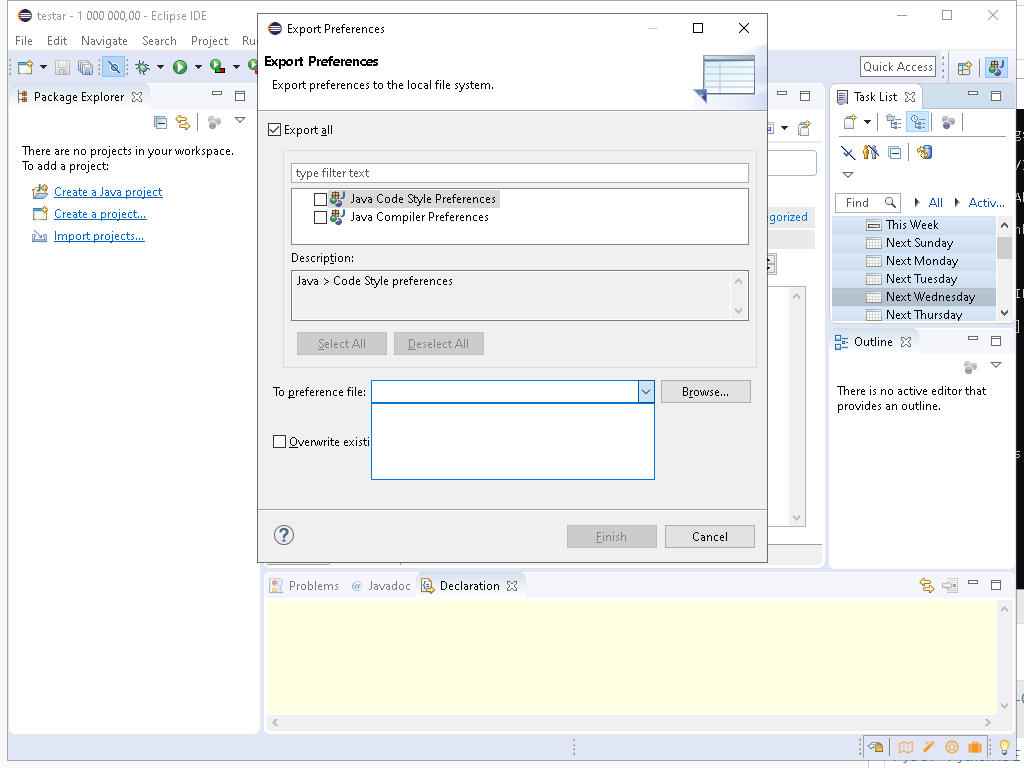 testar - 1 000 000,00 - Eclipse IDE
File Edit Navigate Search Project Ru
Quick Access
Package Explorer
There are no projects in your workspace.
To add a project:
Create a Java project
Create a project...
Import projects...
Export Preferences
Export Preferences
Export preferences to the local file system.
Export all
type filter text
Java Code Style Preferences
Java Compiler Preferences
Description:
Java > Code Style preferences
Select All Deselect All
To preference file: Browse...
Overwrite existi
? Finish Cancel
egorized
Task List
Find All Activ...
This Week
Next Sunday
Next Monday
Next Tuesday
Next Wednesday
Next Thursday
Outline
There is no active editor that
provides an outline.
Problems @ Javadoc Declaration